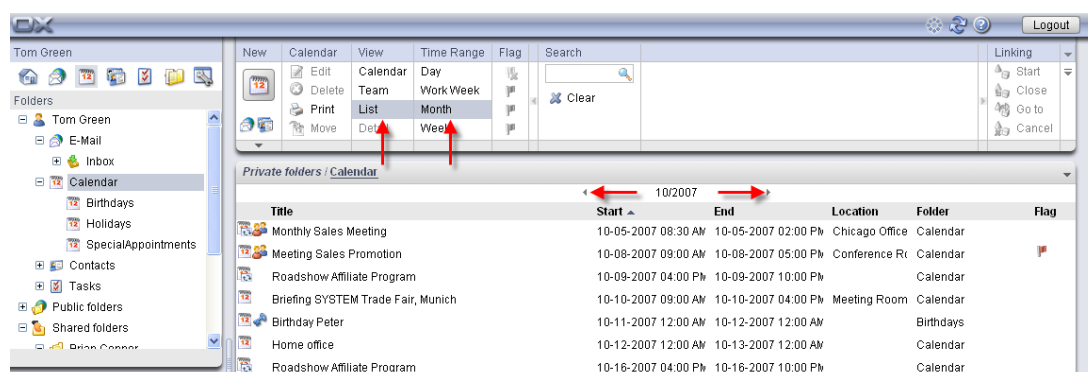 OX
Logout
Tom Green
New Calendar View Time Range Flag Search Linking
Edit Calendar Day Start
Delete Team Work Week Close
Folders
Clear
Tom Green
Print List Month Go to
E-Mail
Move Week Cancel
Inbox
Private folders / Calendar
Calendar
10/2007
Birthdays
Title Start End Location Folder Flag
Holidays
Monthly Sales Meeting 10-05-2007 08:30 AM 10-05-2007 02:00 PM Chicago Office Calendar
SpecialAppointments
Meeting Sales Promotion 10-08-2007 09:00 AM 10-08-2007 05:00 PM Conference Calendar
Contacts
Roadshow Affiliate Program 10-09-2007 04:00 PM 10-09-2007 10:00 PM Calendar
Tasks
Briefing SYSTEM Trade Fair, Munich 10-10-2007 09:00 AM 10-10-2007 04:00 PM Meeting Room Calendar
Public folders
Birthday Peter 10-11-2007 12:00 AM 10-12-2007 12:00 AM Birthdays
Shared folders
Home office 10-12-2007 12:00 AM 10-13-2007 12:00 AM Calendar
Roadshow Affiliate Program 10-16-2007 04:00 PM 10-16-2007 10:00 PM Calendar